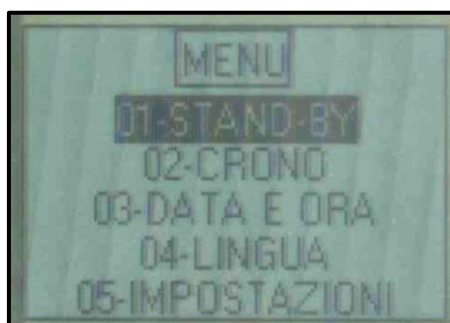 MENU
01-STAND-BY
02-CRONO
03-DATA E ORA
04-LINGUA
05-IMPOSTAZIONI